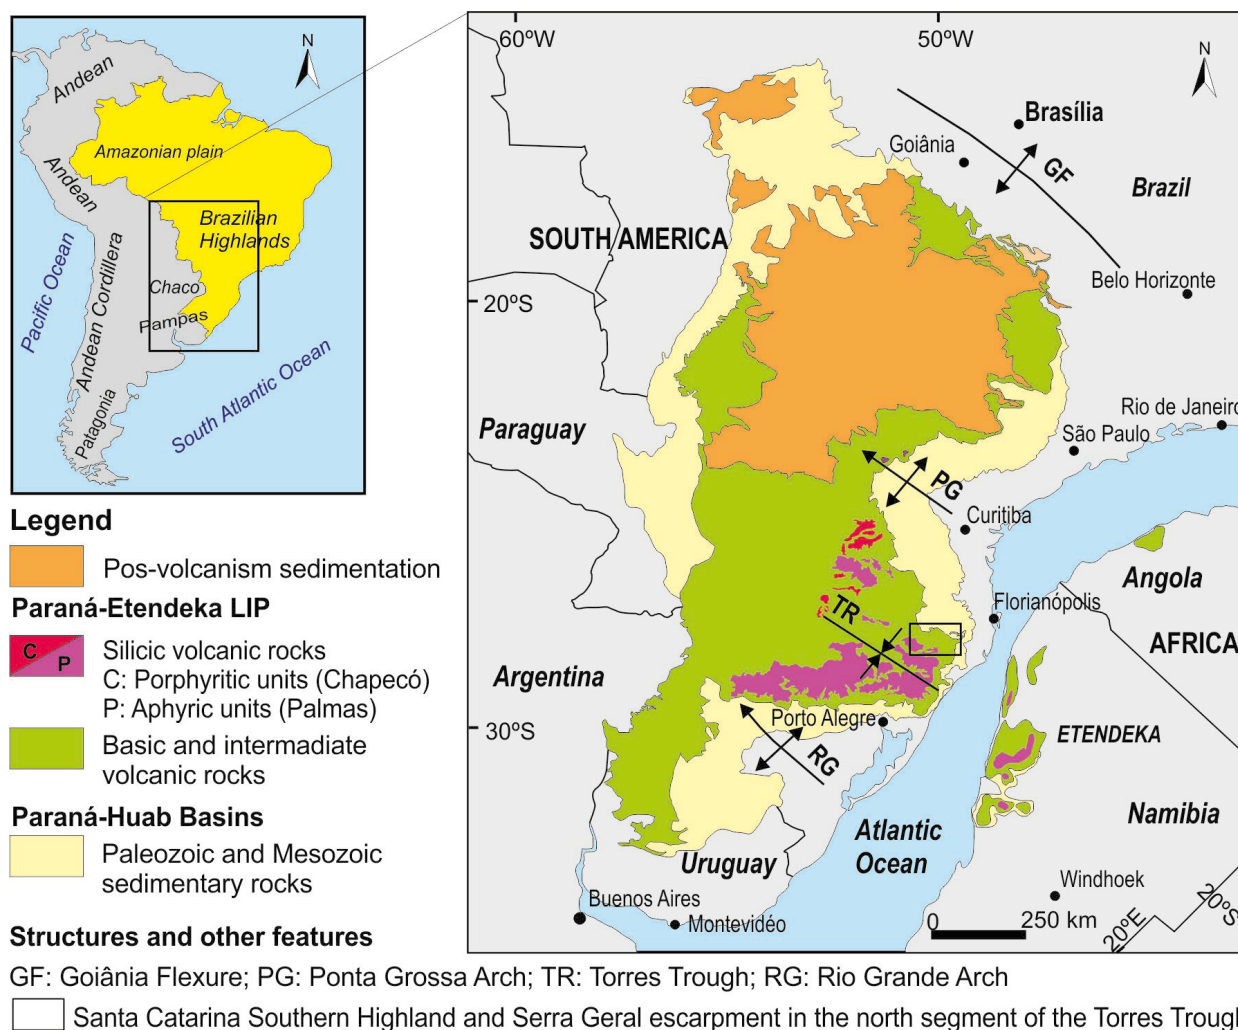 N
Andean
Amazonian plain
Andean
Brazilian
Highlands
Pacific Ocean
Andean Cordillera
Chaco
Pampas
Patagonia
South Atlantic Ocean
60ºW
50ºW
N
Brasília
Goiânia
GF
Brazil
SOUTH AMERICA
Belo Horizonte
20ºS
Rio de Janeiro
Paraguay
São Paulo
PG
Curitiba
Angola
Florianópolis
TR
AFRICA
Argentina
Porto Alegre
30ºS
ETENDEKA
RG
Namibia
Atlantic
Ocean
Uruguay
Windhoek
Buenos Aires
Montevidéo
0
250 km
20ºE
20ºS
Legend
Pos-volcanism sedimentation
Paraná-Etendeka LIP
C
P
Silicic volcanic rocks
C: Porphyritic units (Chapecó)
P: Aphyric units (Palmas)
Basic and intermadiate
volcanic rocks
Paraná-Huab Basins
Paleozoic and Mesozoic
sedimentary rocks
Structures and other features
GF: Goiânia Flexure; PG: Ponta Grossa Arch; TR: Torres Trough; RG: Rio Grande Arch
Santa Catarina Southern Highland and Serra Geral escarpment in the north segment of the Torres Trough